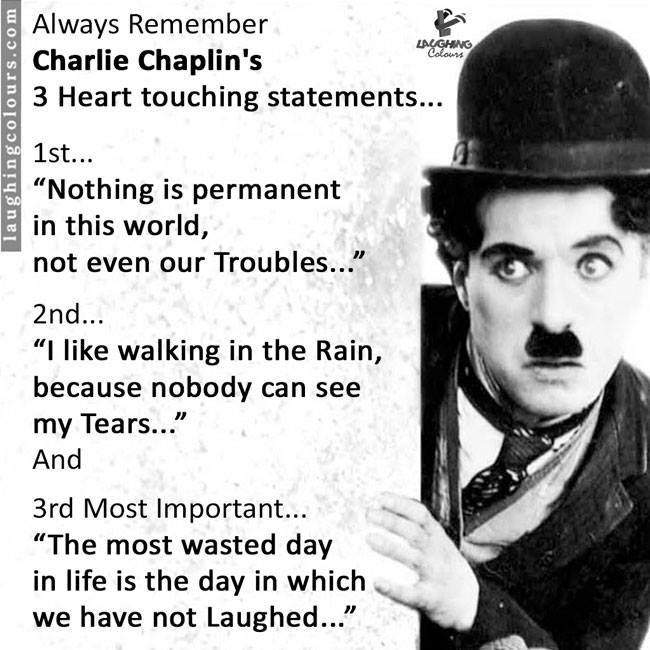 laughingcolours.com
Always Remember
LAUGHING
Colours
Charlie Chaplin's
3 Heart touching statements...
1st...
“Nothing is permanent
in this world,
not even our Troubles...”
2nd...
“I like walking in the Rain,
because nobody can see
my Tears...”
And
3rd Most Important...
“The most wasted day
in life is the day in which
we have not Laughed...”